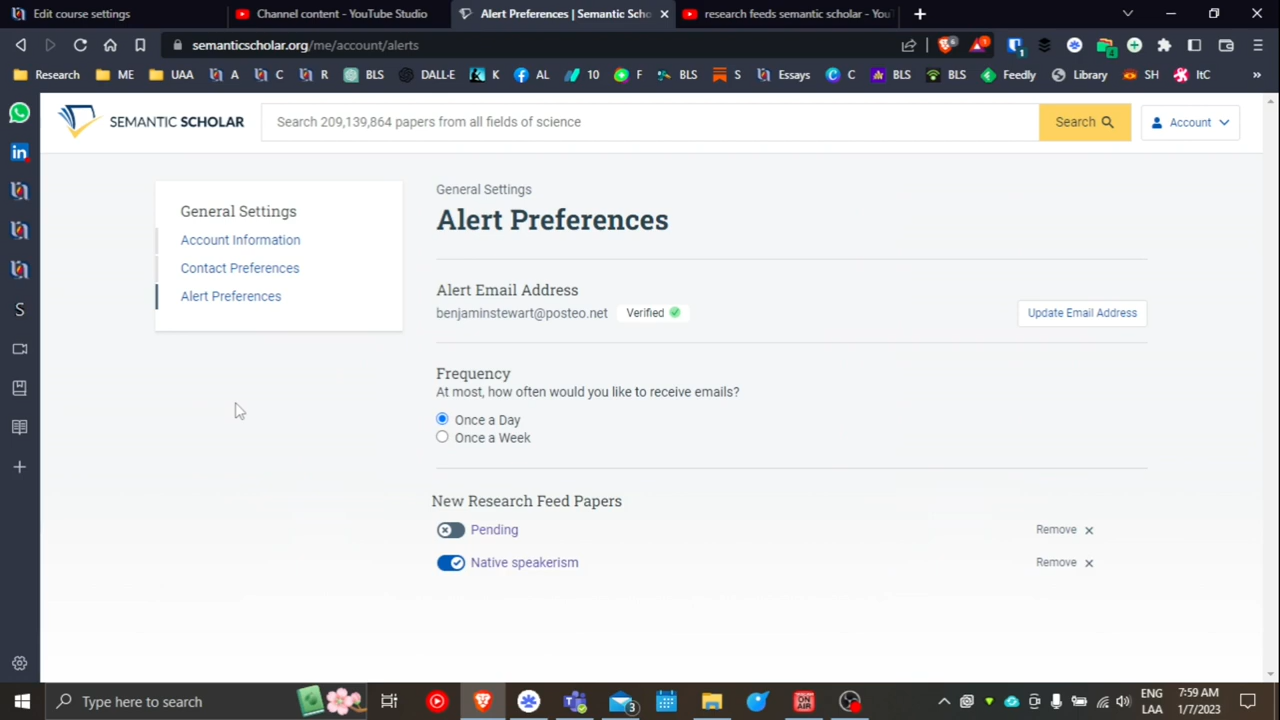 Edit course settings
Channel content - YouTube Studio
Alert Preferences | Semantic Scho
research feeds semantic scholar - You
semanticscholar.org/me/account/alerts
Research ME UAA A C R BLS DALL-E K AL 10 F BLS S Essays C BLS BLS Feedly Library SH ItC »
SEMANTIC SCHOLAR
Search 209,139,864 papers from all fields of science
Search
Account
General Settings
Account Information
Contact Preferences
Alert Preferences
General Settings
Alert Preferences
Alert Email Address
benjaminstewart@posteo.net Verified
Update Email Address
Frequency
At most, how often would you like to receive emails?
Once a Day
Once a Week
New Research Feed Papers
Pending Remove
Native speakerism Remove
Type here to search
ENG
LAA
7:59 AM
1/7/2023